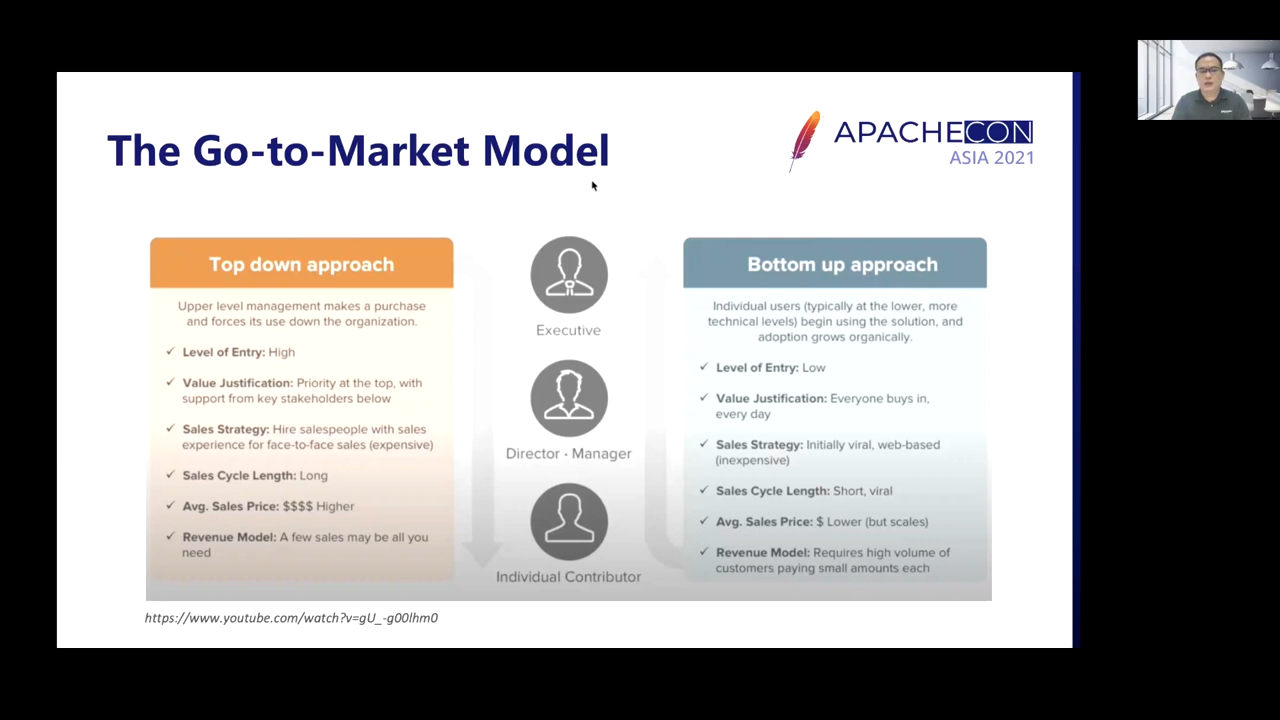 The Go-to-Market Model
APACHECON
ASIA 2021
Top down approach
Upper level management makes a purchase
and forces its use down the organization.
✓ Level of Entry: High
✓ Value Justification: Priority at the top, with
support from key stakeholders below
✓ Sales Strategy: Hire salespeople with sales
experience for face-to-face sales (expensive)
✓ Sales Cycle Length: Long
✓ Avg. Sales Price: $$$$ Higher
✓ Revenue Model: A few sales may be all you
need
Executive
Director · Manager
Individual Contributor
Bottom up approach
Individual users (typically at the lower, more
technical levels) begin using the solution, and
adoption grows organically.
✓ Level of Entry: Low
✓ Value Justification: Everyone buys in,
every day
✓ Sales Strategy: Initially viral, web-based
(inexpensive)
✓ Sales Cycle Length: Short, viral
✓ Avg. Sales Price: $ Lower (but scales)
✓ Revenue Model: Requires high volume of
customers paying small amounts each
https://www.youtube.com/watch?v=gU_-g00lhm0